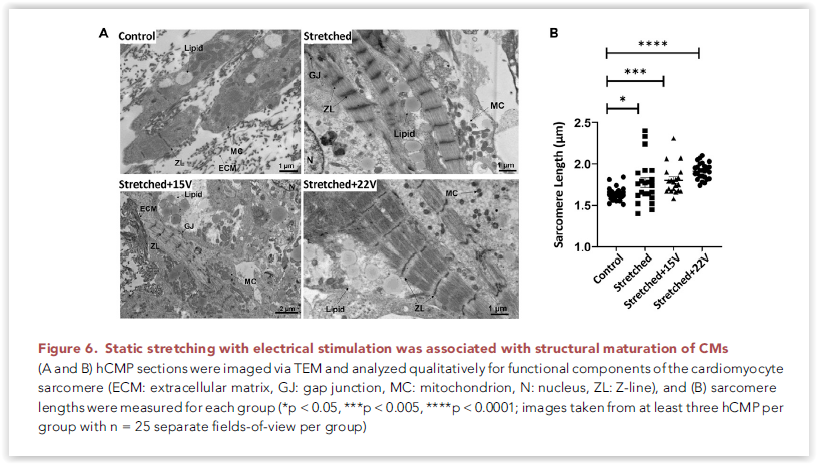 A
B
Control
Lipid
ZL
MC
ECM
1 µm
Stretched
GJ
ZL
Lipid
MC
N
1 µm
Stretched+15V
Lipid
N
ECM
GJ
ZL
MC
2 µm
Stretched+22V
MC
Lipid
ZL
1 µm
****
***
*
Sarcomere Length (µm)
2.5
2.0
1.5
1.0
Control
Stretched
Stretched+15V
Stretched+22V
Figure 6. Static stretching with electrical stimulation was associated with structural maturation of CMs
(A and B) hCMP sections were imaged via TEM and analyzed qualitatively for functional components of the cardiomyocyte
sarcomere (ECM: extracellular matrix, GJ: gap junction, MC: mitochondrion, N: nucleus, ZL: Z-line), and (B) sarcomere
lengths were measured for each group (*p < 0.05, ***p < 0.005, ****p < 0.0001; images taken from at least three hCMP per
group with n = 25 separate fields-of-view per group)